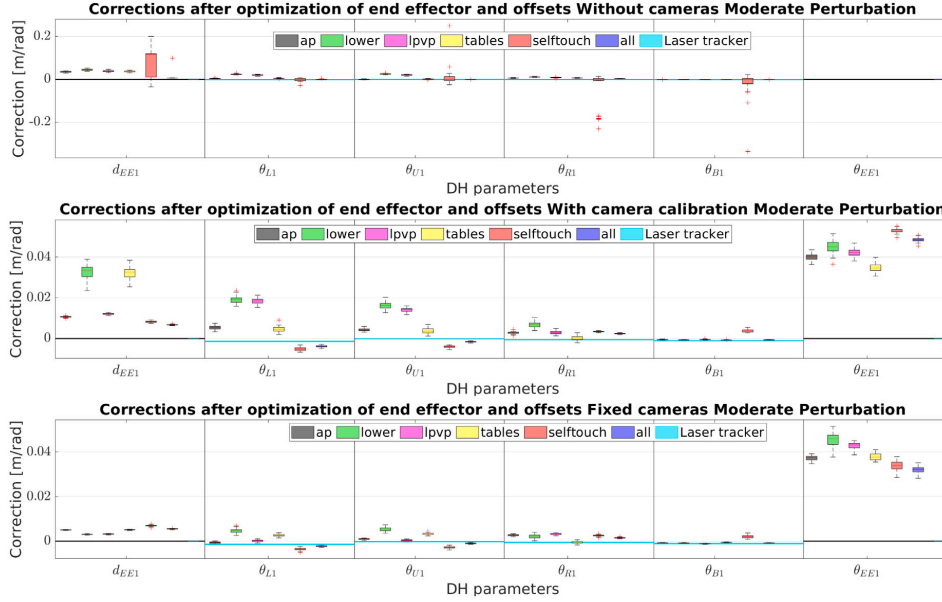 Corrections after optimization of end effector and offsets Without cameras Moderate Perturbation
ap lower lpvp tables selftouch all Laser tracker
Correction [m/rad]
0.2
0
-0.2
d_EE1 θ_L1 θ_U1 θ_R1 θ_B1 θ_EE1
DH parameters
Corrections after optimization of end effector and offsets With camera calibration Moderate Perturbation
ap lower lpvp tables selftouch all Laser tracker
Correction [m/rad]
0.04
0.02
0
d_EE1 θ_L1 θ_U1 θ_R1 θ_B1 θ_EE1
DH parameters
Corrections after optimization of end effector and offsets Fixed cameras Moderate Perturbation
ap lower lpvp tables selftouch all Laser tracker
Correction [m/rad]
0.04
0.02
0
d_EE1 θ_L1 θ_U1 θ_R1 θ_B1 θ_EE1
DH parameters